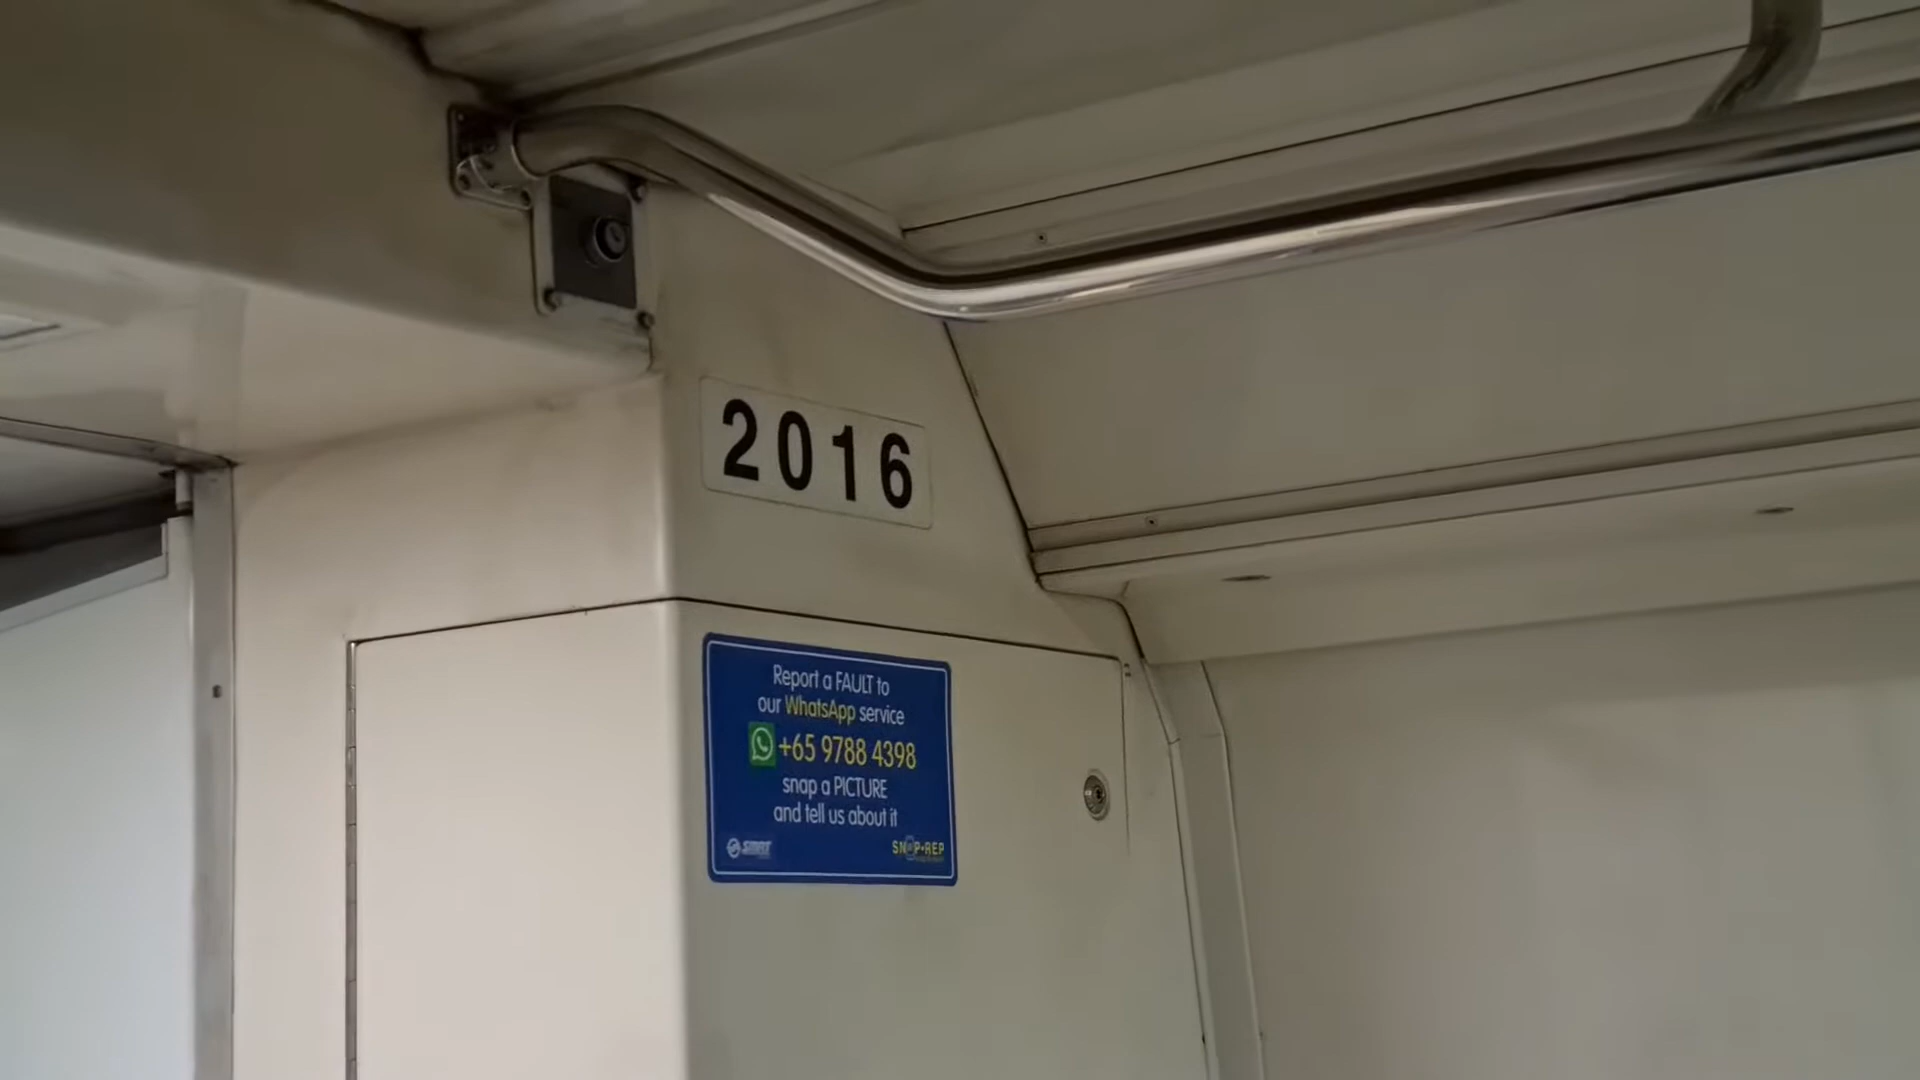 2016
Report a FAULT to
our WhatsApp service
+65 9788 4398
snap a PICTURE
and tell us about it
SMRT
SNAP-REP